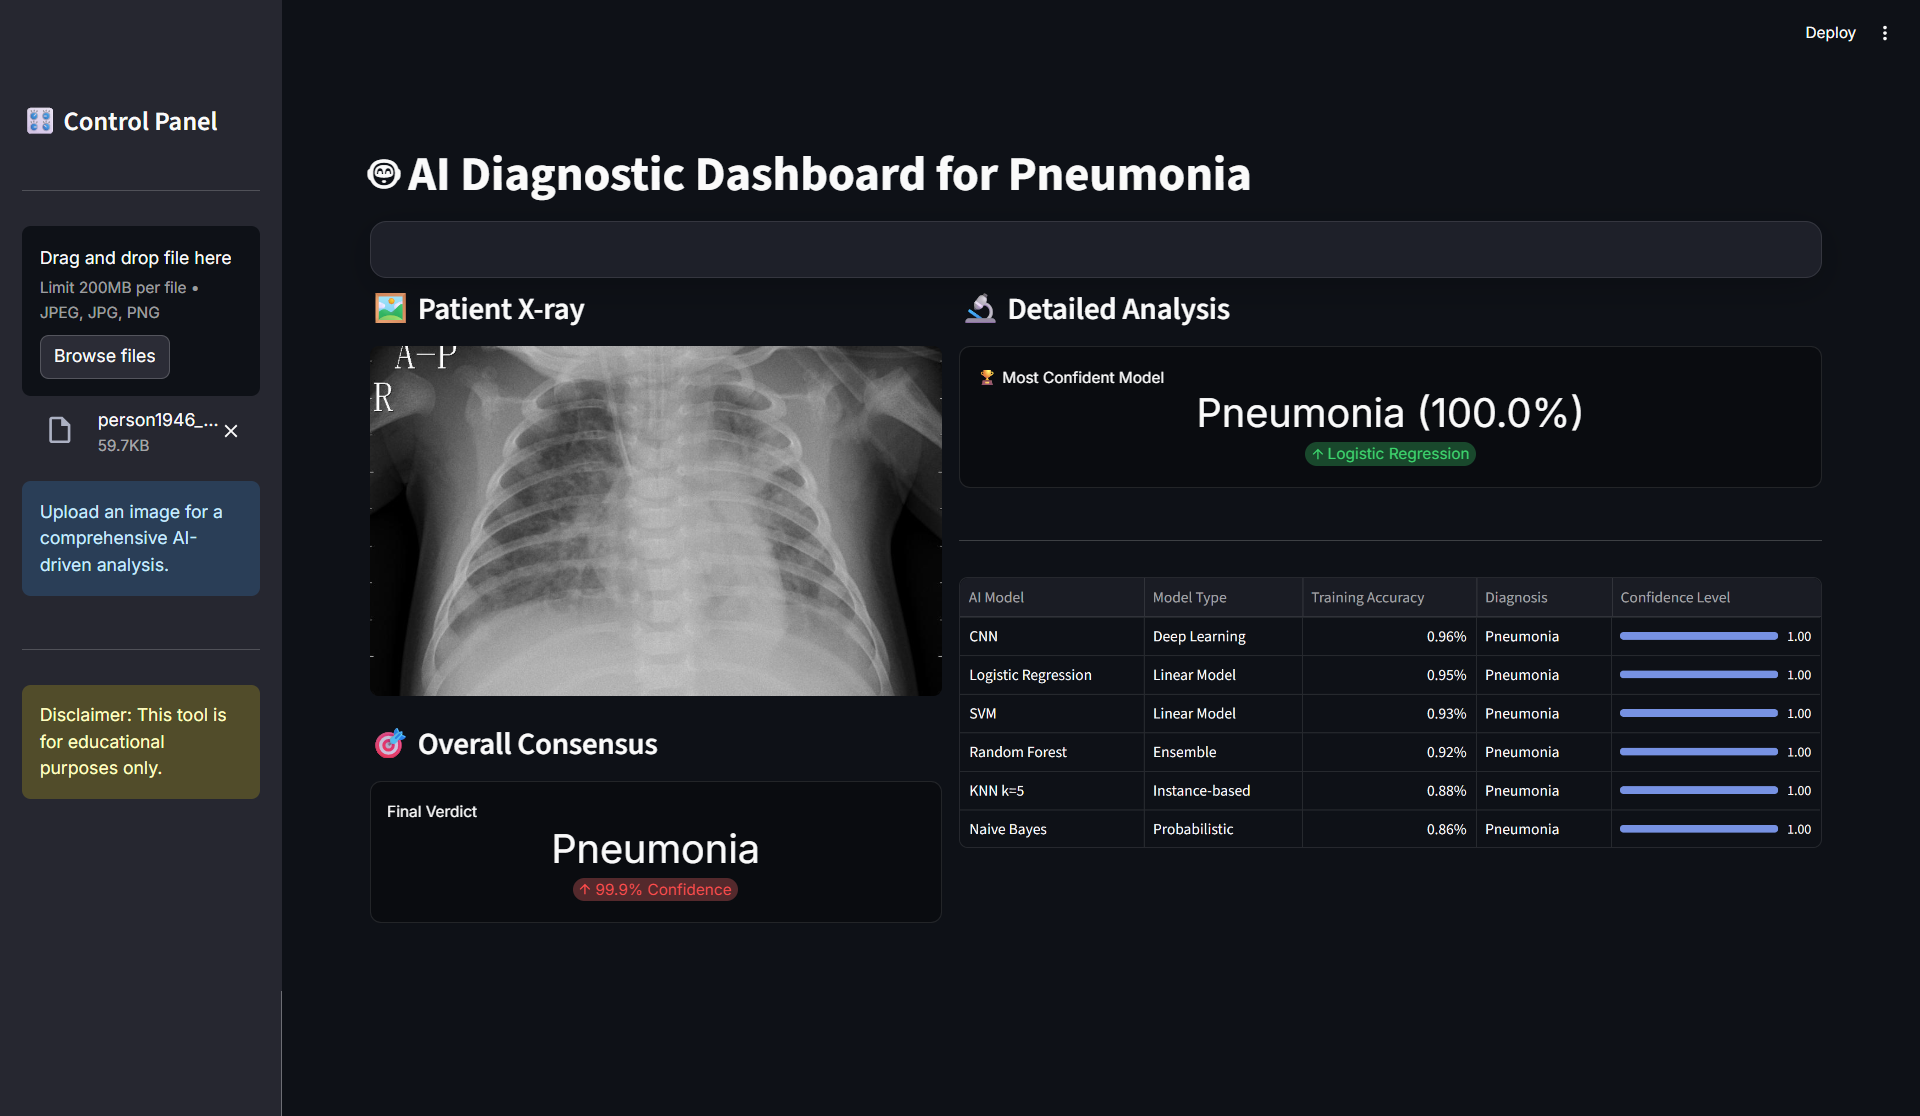 Deploy
Control Panel
Drag and drop file here
Limit 200MB per file •
JPEG, JPG, PNG
Browse files
person1946_...
59.7KB
Upload an image for a
comprehensive AI-
driven analysis.
Disclaimer: This tool is
for educational
purposes only.
AI Diagnostic Dashboard for Pneumonia
Patient X-ray
A-P
R
Overall Consensus
Final Verdict
Pneumonia
↑ 99.9% Confidence
Detailed Analysis
Most Confident Model
Pneumonia (100.0%)
↑ Logistic Regression
AI Model Model Type Training Accuracy Diagnosis Confidence Level
CNN Deep Learning 0.96% Pneumonia 1.00
Logistic Regression Linear Model 0.95% Pneumonia 1.00
SVM Linear Model 0.93% Pneumonia 1.00
Random Forest Ensemble 0.92% Pneumonia 1.00
KNN k=5 Instance-based 0.88% Pneumonia 1.00
Naive Bayes Probabilistic 0.86% Pneumonia 1.00